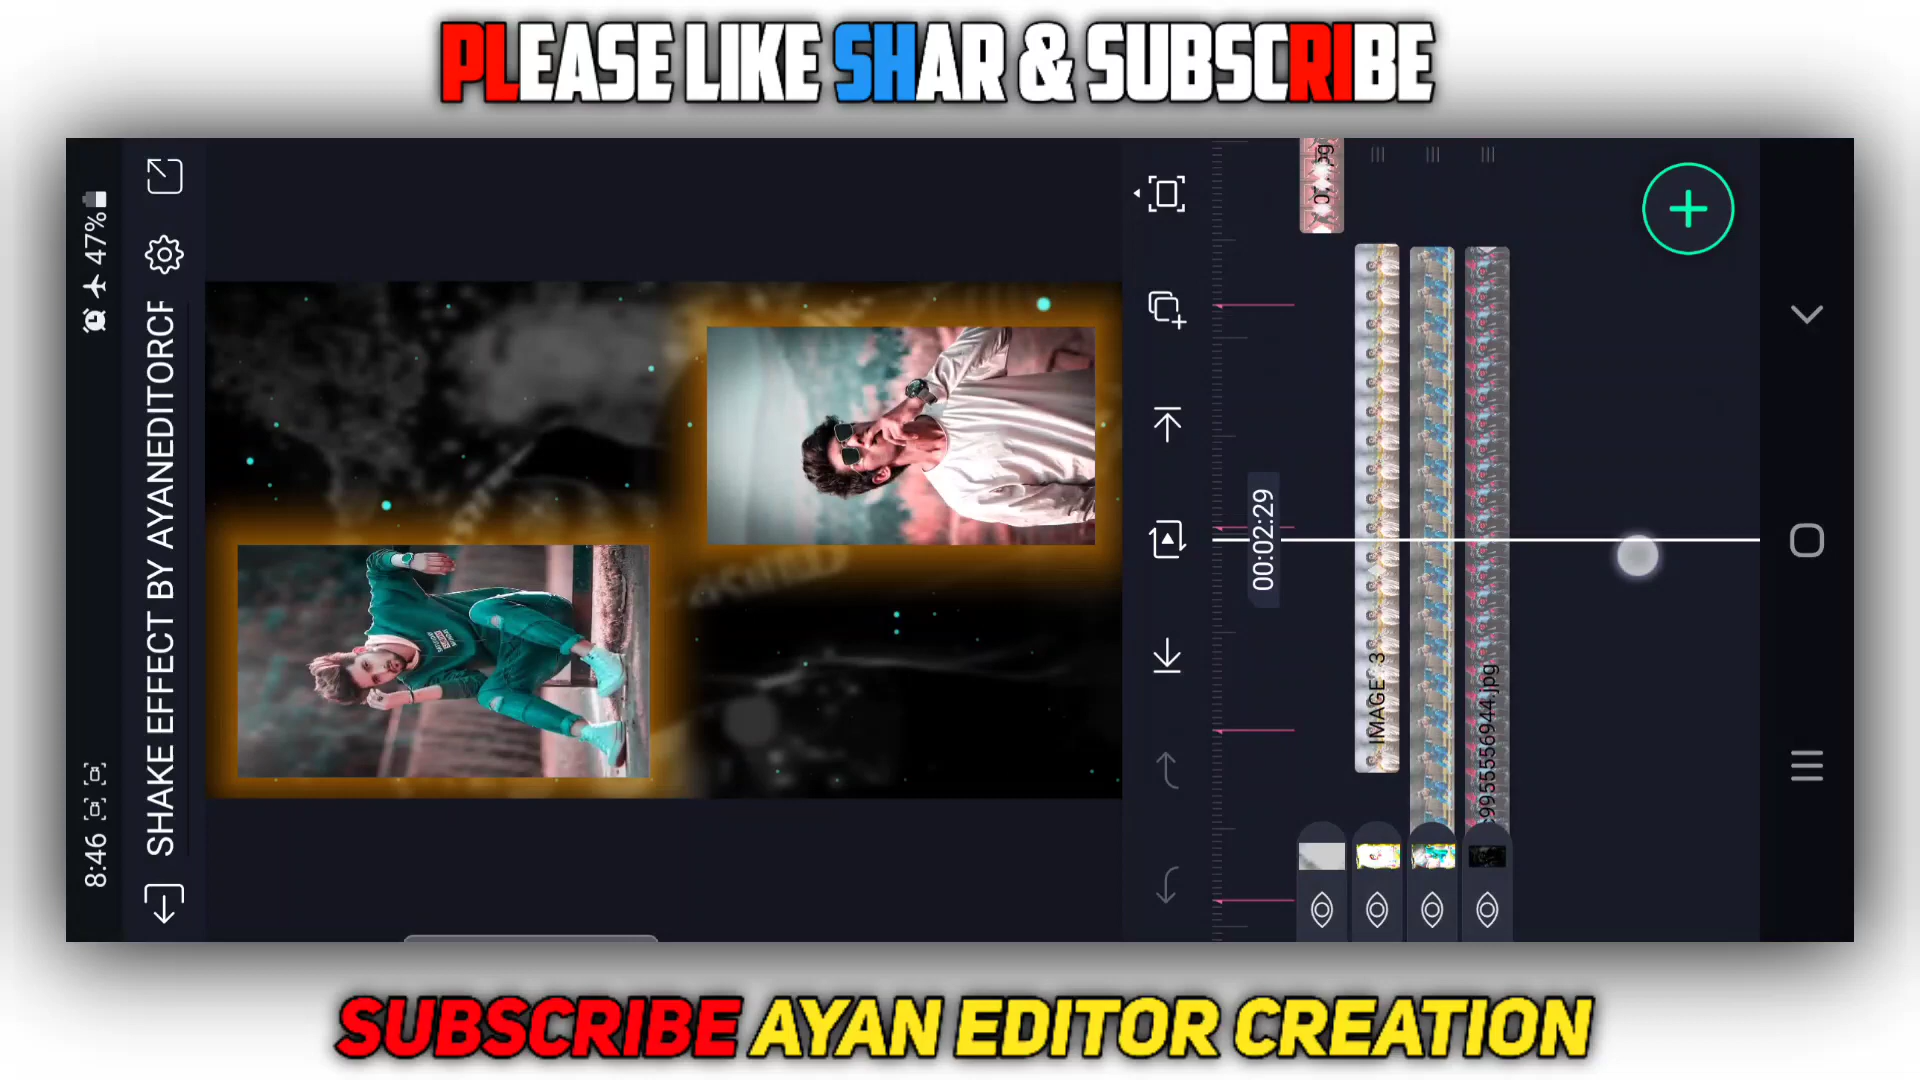 PLEASE LIKE SHAR & SUBSCRIBE
8:46
47%
SHAKE EFFECT BY AYANEDITORCR
00:02:29
IMAGE 3
9955556944.jpg
SUBSCRIBE AYAN EDITOR CREATION